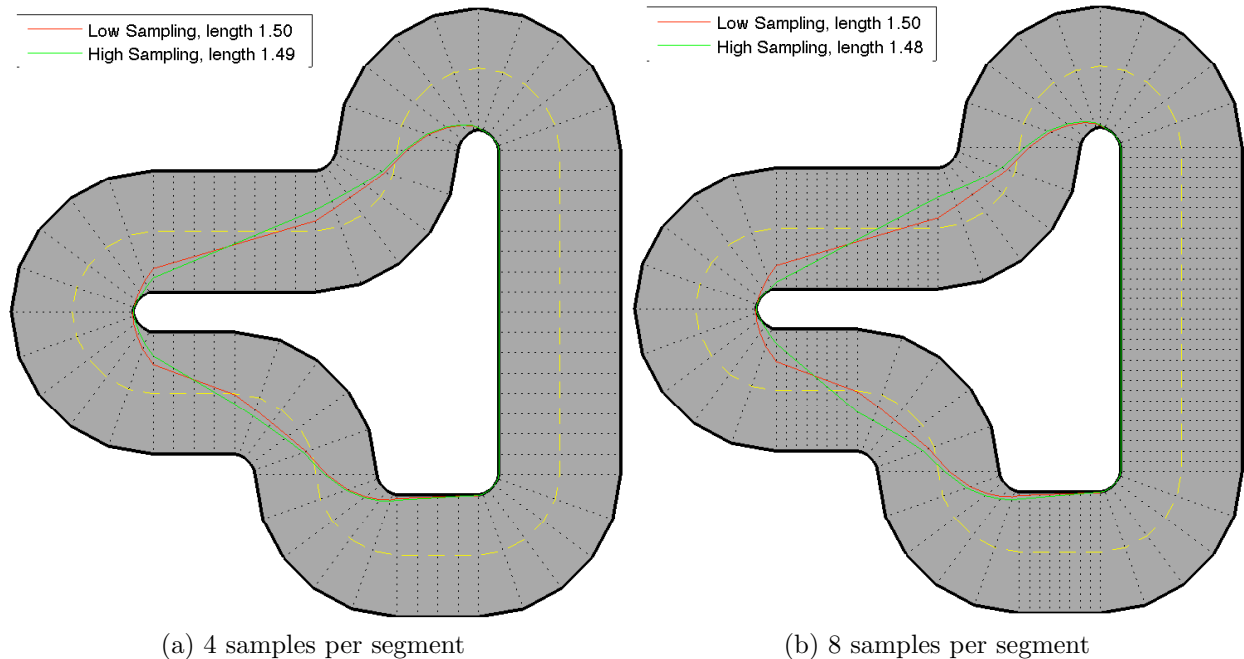 Low Sampling, length 1.50
High Sampling, length 1.49
Low Sampling, length 1.50
High Sampling, length 1.48
(a) 4 samples per segment
(b) 8 samples per segment